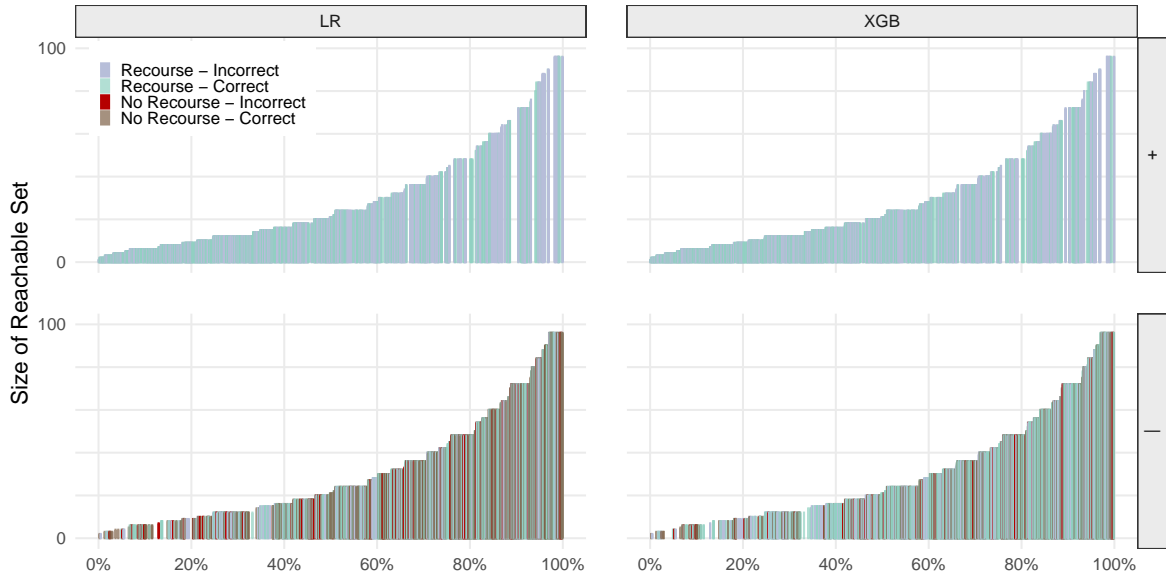 LR
XGB
100
Recourse – Incorrect
Recourse – Correct
No Recourse – Incorrect
No Recourse – Correct
0
+
Size of Reachable Set
100
0
|
0%
20%
40%
60%
80%
100%
0%
20%
40%
60%
80%
100%